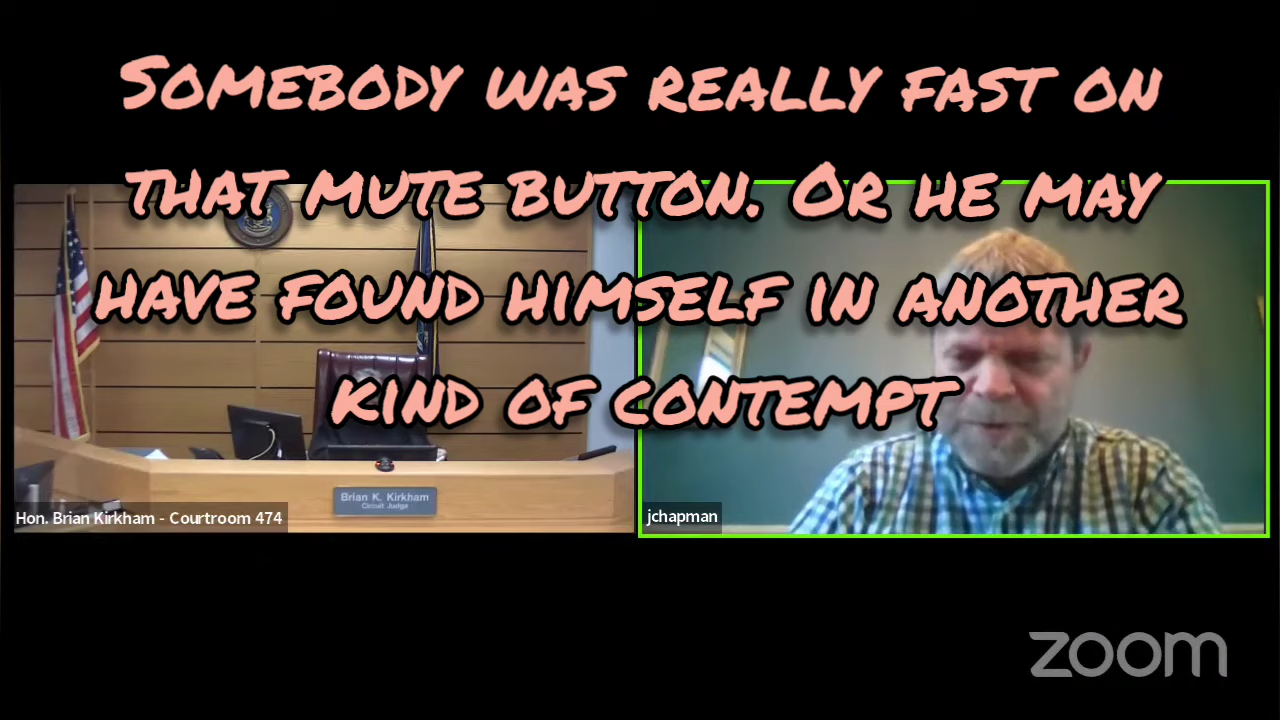 Somebody was really fast on
that mute button. Or he may
have found himself in another
kind of contempt
Brian K. Kirkham
Circuit Judge
Hon. Brian Kirkham - Courtroom 474
jchapman
zoom